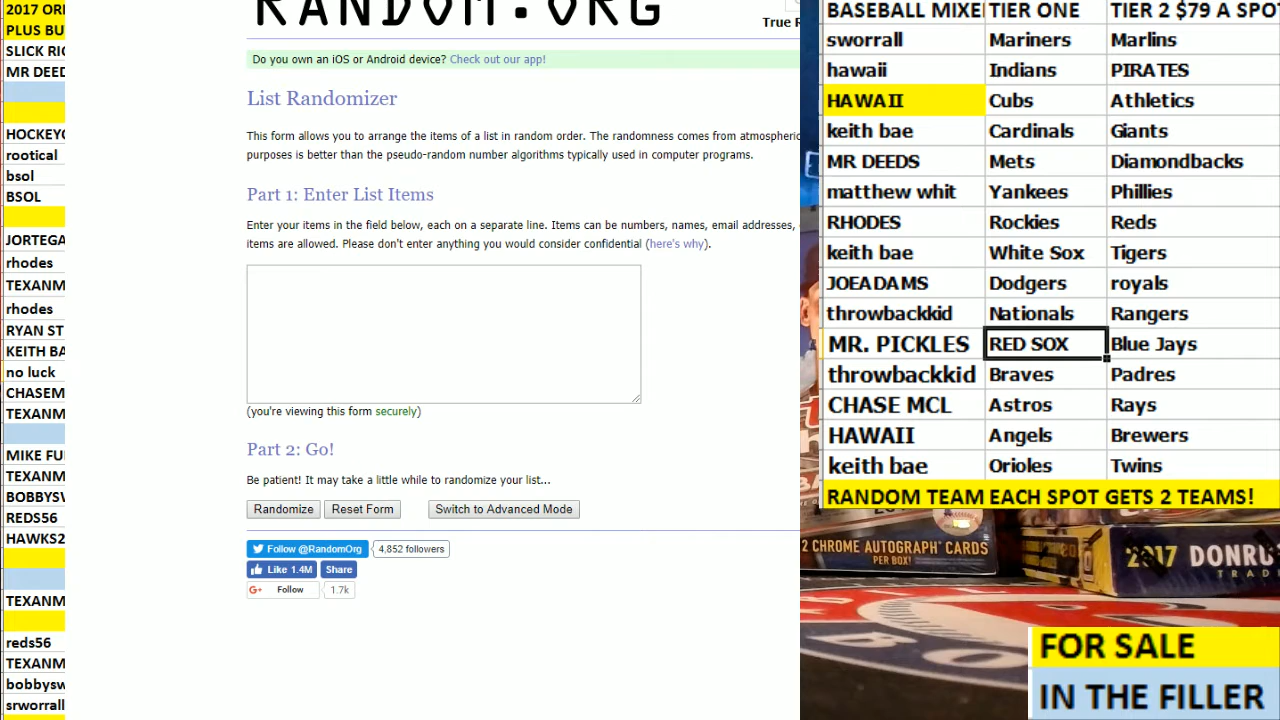 2017 ORI
PLUS BU
SLICK RI
MR DEED
HOCKEYC
rootical
bsol
BSOL
JORTEGA
rhodes
TEXANM
rhodes
RYAN ST
KEITH BA
no luck
CHASEM
TEXANM
MIKE FU
TEXANM
BOBBYSW
REDS56
HAWKS2
TEXANM
reds56
TEXANM
bobbysw
srworrall
RANDOM.ORG
True R
Do you own an iOS or Android device? Check out our app!
List Randomizer
This form allows you to arrange the items of a list in random order. The randomness comes from atmospheric
purposes is better than the pseudo-random number algorithms typically used in computer programs.
Part 1: Enter List Items
Enter your items in the field below, each on a separate line. Items can be numbers, names, email addresses,
items are allowed. Please don't enter anything you would consider confidential (here's why).
(you're viewing this form securely)
Part 2: Go!
Be patient! It may take a little while to randomize your list...
Randomize Reset Form Switch to Advanced Mode
Follow @RandomOrg 4,852 followers
Like 1.4M Share
G+ Follow 1.7k
BASEBALL MIXE TIER ONE TIER 2 $79 A SPOT
sworrall Mariners Marlins
hawaii Indians PIRATES
HAWAII Cubs Athletics
keith bae Cardinals Giants
MR DEEDS Mets Diamondbacks
matthew whit Yankees Phillies
RHODES Rockies Reds
keith bae White Sox Tigers
JOEADAMS Dodgers royals
throwbackkid Nationals Rangers
MR. PICKLES RED SOX Blue Jays
throwbackkid Braves Padres
CHASE MCL Astros Rays
HAWAII Angels Brewers
keith bae Orioles Twins
RANDOM TEAM EACH SPOT GETS 2 TEAMS!
2 CHROME AUTOGRAPH CARDS
PER BOX!
2017 DONRU
TRAD
FOR SALE
IN THE FILLER